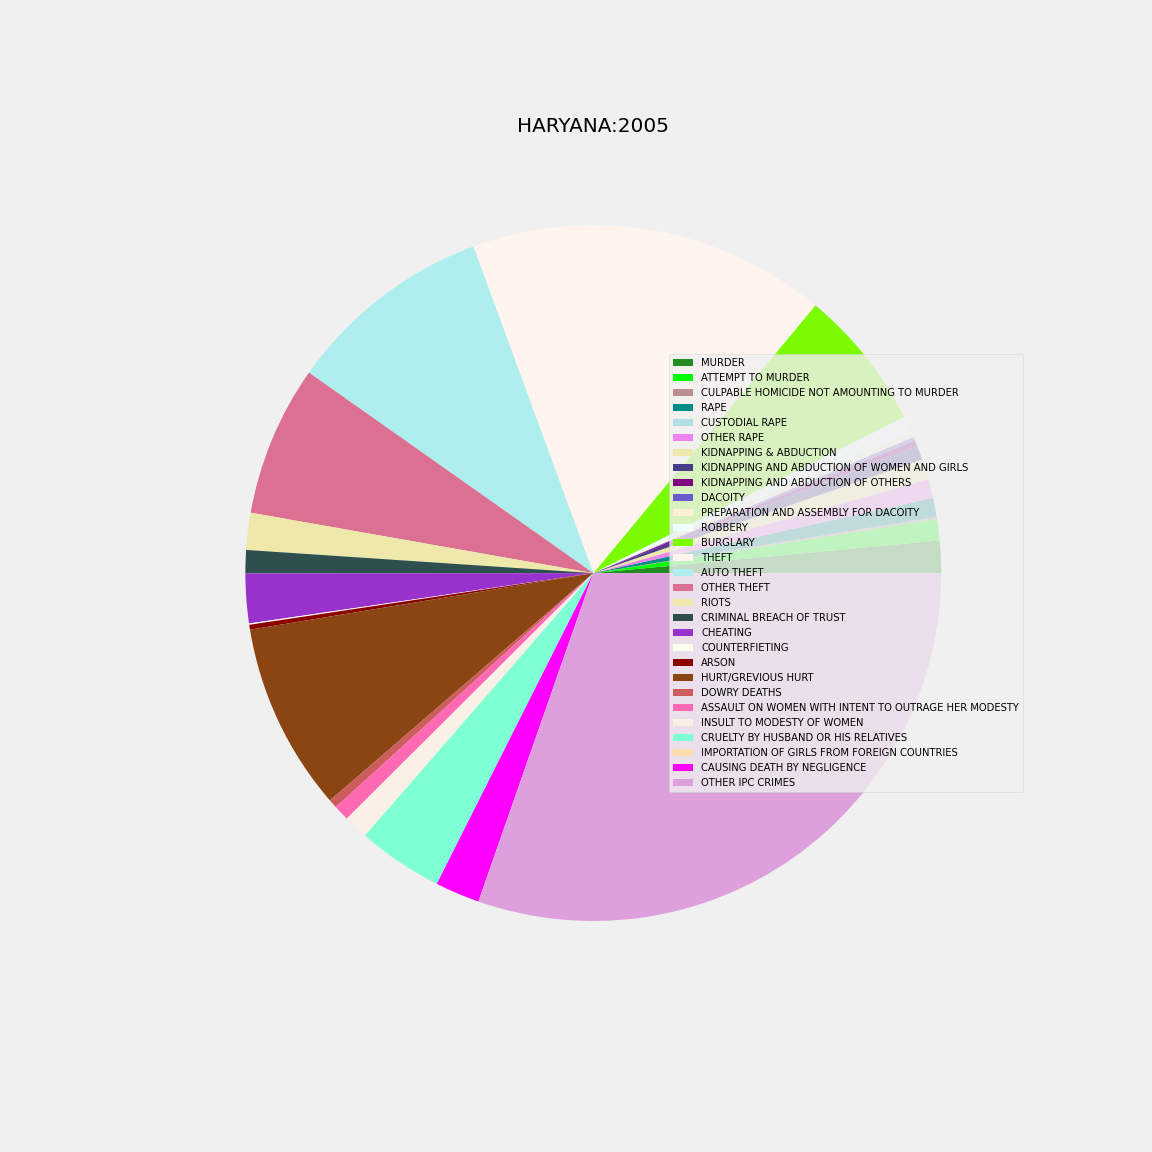 HARYANA:2005
MURDER
ATTEMPT TO MURDER
CULPABLE HOMICIDE NOT AMOUNTING TO MURDER
RAPE
CUSTODIAL RAPE
OTHER RAPE
KIDNAPPING & ABDUCTION
KIDNAPPING AND ABDUCTION OF WOMEN AND GIRLS
KIDNAPPING AND ABDUCTION OF OTHERS
DACOITY
PREPARATION AND ASSEMBLY FOR DACOITY
ROBBERY
BURGLARY
THEFT
AUTO THEFT
OTHER THEFT
RIOTS
CRIMINAL BREACH OF TRUST
CHEATING
COUNTERFIETING
ARSON
HURT/GREVIOUS HURT
DOWRY DEATHS
ASSAULT ON WOMEN WITH INTENT TO OUTRAGE HER MODESTY
INSULT TO MODESTY OF WOMEN
CRUELTY BY HUSBAND OR HIS RELATIVES
IMPORTATION OF GIRLS FROM FOREIGN COUNTRIES
CAUSING DEATH BY NEGLIGENCE
OTHER IPC CRIMES